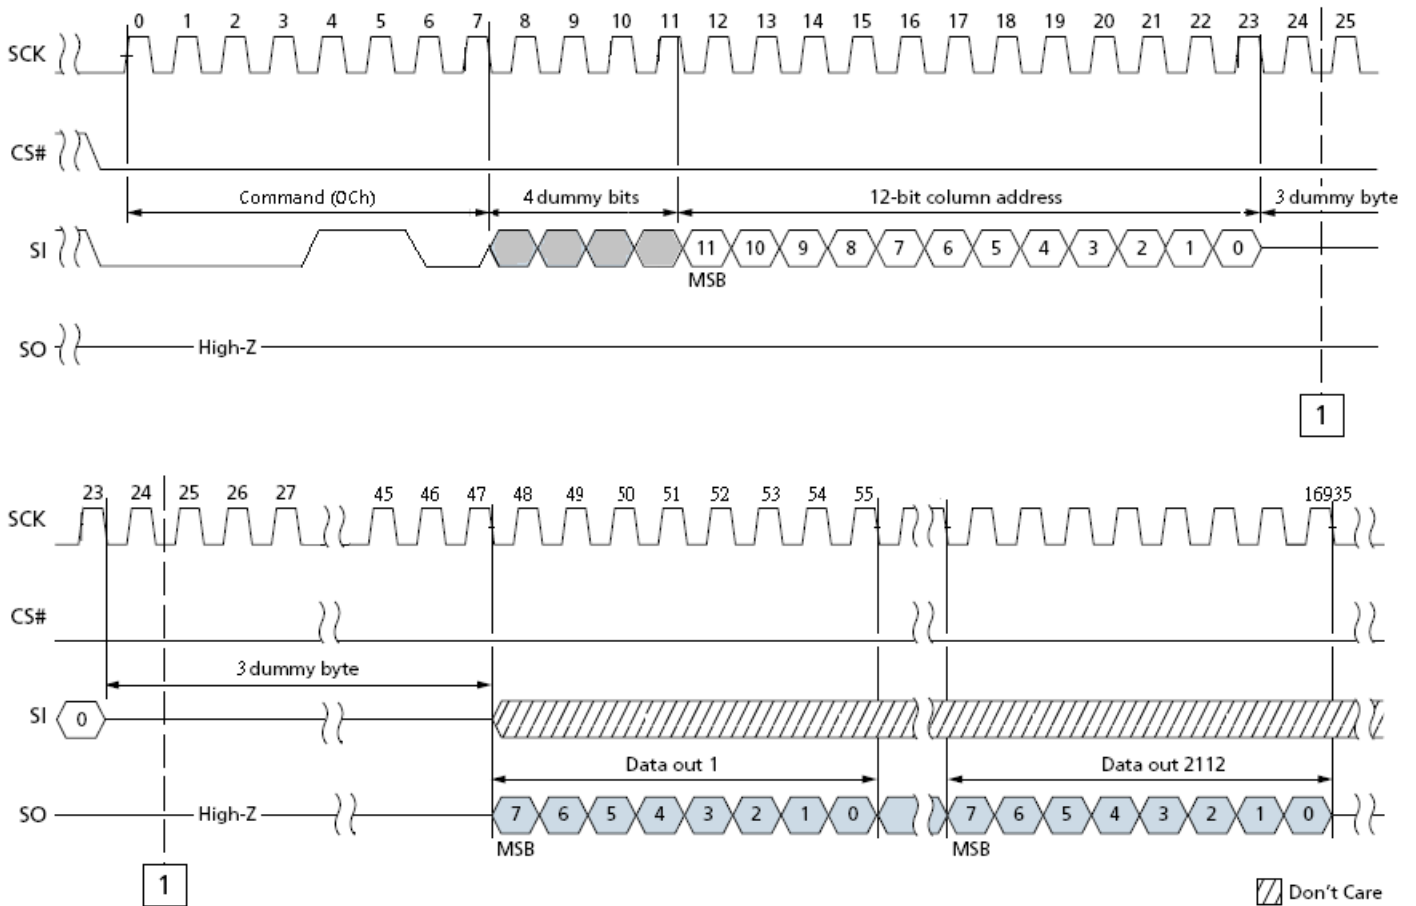 0 1 2 3 4 5 6 7 8 9 10 11 12 13 14 15 16 17 18 19 20 21 22 23 24 25
SCK
CS#
Command (0Ch) 4 dummy bits 12-bit column address 3 dummy byte
SI 11 10 9 8 7 6 5 4 3 2 1 0
MSB
SO High-Z
1
23 24 25 26 27 45 46 47 48 49 50 51 52 53 54 55 16935
SCK
CS#
3 dummy byte
SI 0
Data out 1 Data out 2112
SO High-Z 7 6 5 4 3 2 1 0 7 6 5 4 3 2 1 0
MSB MSB
1
Don't Care